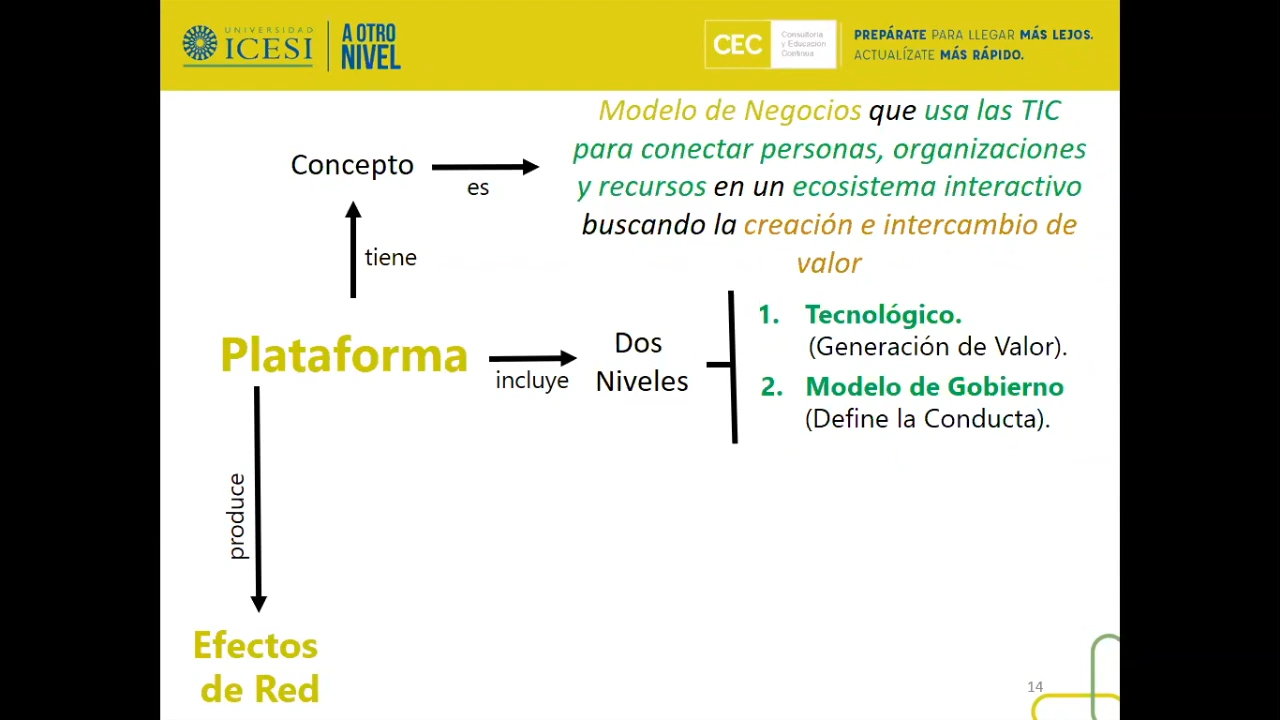 UNIVERSIDAD
ICESI
A OTRO
NIVEL
CEC
Consultoría
y Educación
Continua
PREPÁRATE PARA LLEGAR MÁS LEJOS.
ACTUALÍZATE MÁS RÁPIDO.
Modelo de Negocios que usa las TIC
para conectar personas, organizaciones
y recursos en un ecosistema interactivo
buscando la creación e intercambio de
valor
Concepto
es
tiene
Plataforma
incluye
Dos
Niveles
1. Tecnológico.
(Generación de Valor).
2. Modelo de Gobierno
(Define la Conducta).
produce
Efectos
de Red
14